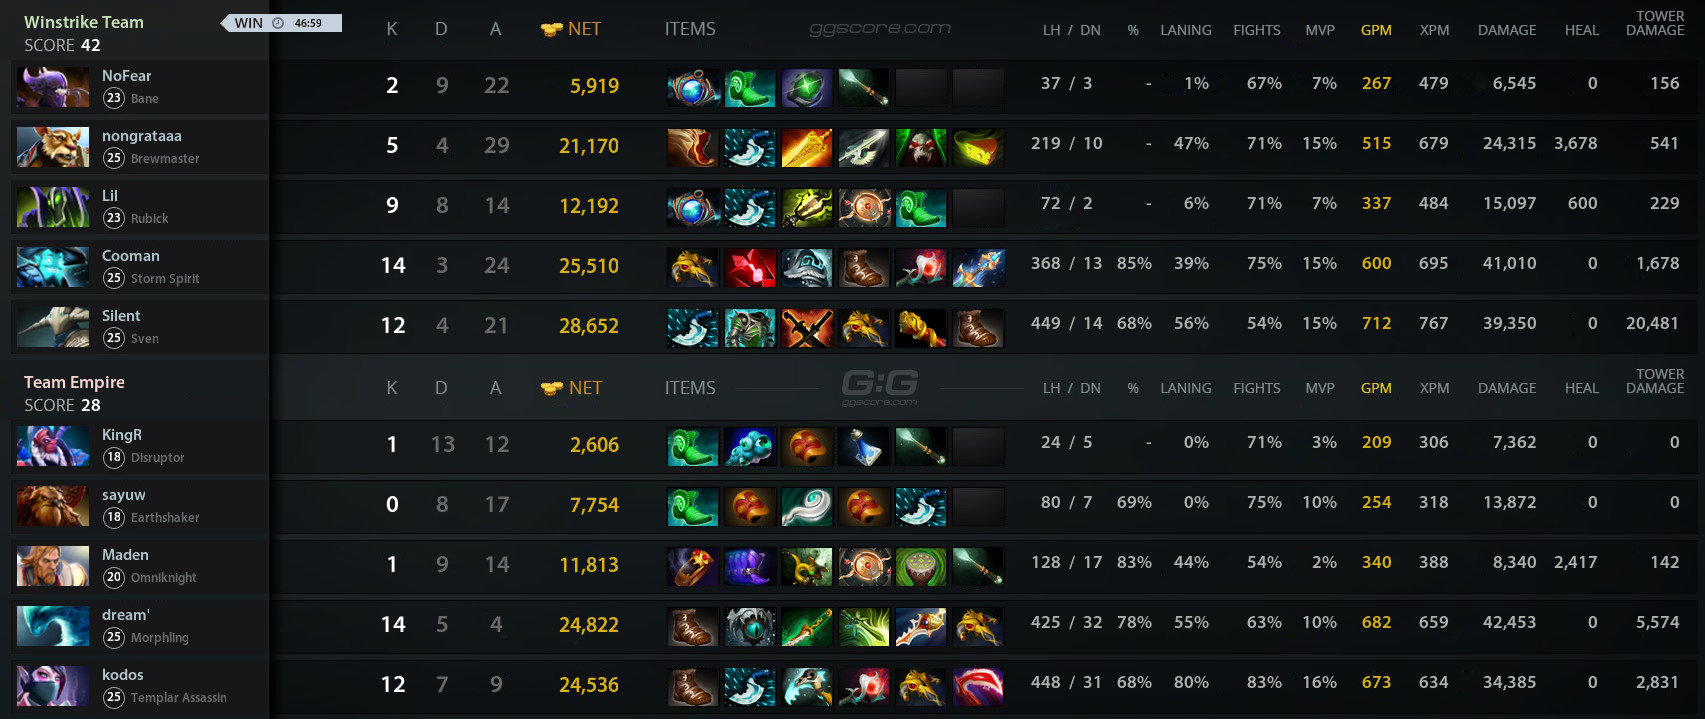 Winstrike Team WIN 46:59 K D A NET ITEMS ggscore.com LH / DN % LANING FIGHTS MVP GPM XPM DAMAGE HEAL TOWER DAMAGE
SCORE 42
NoFear 2 9 22 5,919 37 / 3 - 1% 67% 7% 267 479 6,545 0 156
23 Bane
nongrataaa 5 4 29 21,170 219 / 10 - 47% 71% 15% 515 679 24,315 3,678 541
25 Brewmaster
Lil 9 8 14 12,192 72 / 2 - 6% 71% 7% 337 484 15,097 600 229
23 Rubick
Cooman 14 3 24 25,510 368 / 13 85% 39% 75% 15% 600 695 41,010 0 1,678
25 Storm Spirit
Silent 12 4 21 28,652 449 / 14 68% 56% 54% 15% 712 767 39,350 0 20,481
25 Sven
Team Empire K D A NET ITEMS G:G ggscore.com LH / DN % LANING FIGHTS MVP GPM XPM DAMAGE HEAL TOWER DAMAGE
SCORE 28
KingR 1 13 12 2,606 24 / 5 - 0% 71% 3% 209 306 7,362 0 0
18 Disruptor
sayuw 0 8 17 7,754 80 / 7 69% 0% 75% 10% 254 318 13,872 0 0
18 Earthshaker
Maden 1 9 14 11,813 128 / 17 83% 44% 54% 2% 340 388 8,340 2,417 142
20 Omniknight
dream' 14 5 4 24,822 425 / 32 78% 55% 63% 10% 682 659 42,453 0 5,574
25 Morphling
kodos 12 7 9 24,536 448 / 31 68% 80% 83% 16% 673 634 34,385 0 2,831
25 Templar Assassin